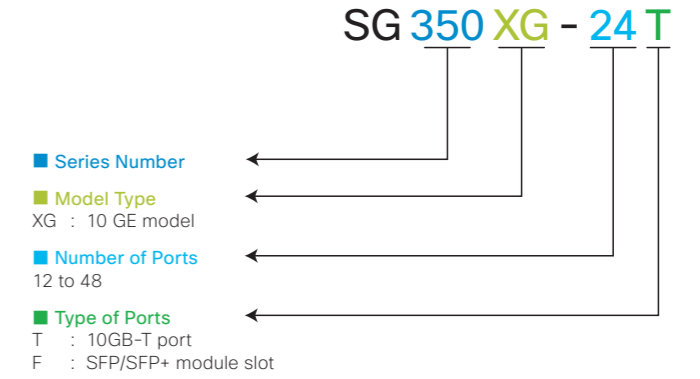 SG 350 XG - 24 T
Series Number
Model Type
XG : 10 GE model
Number of Ports
12 to 48
Type of Ports
T : 10GB-T port
F : SFP/SFP+ module slot